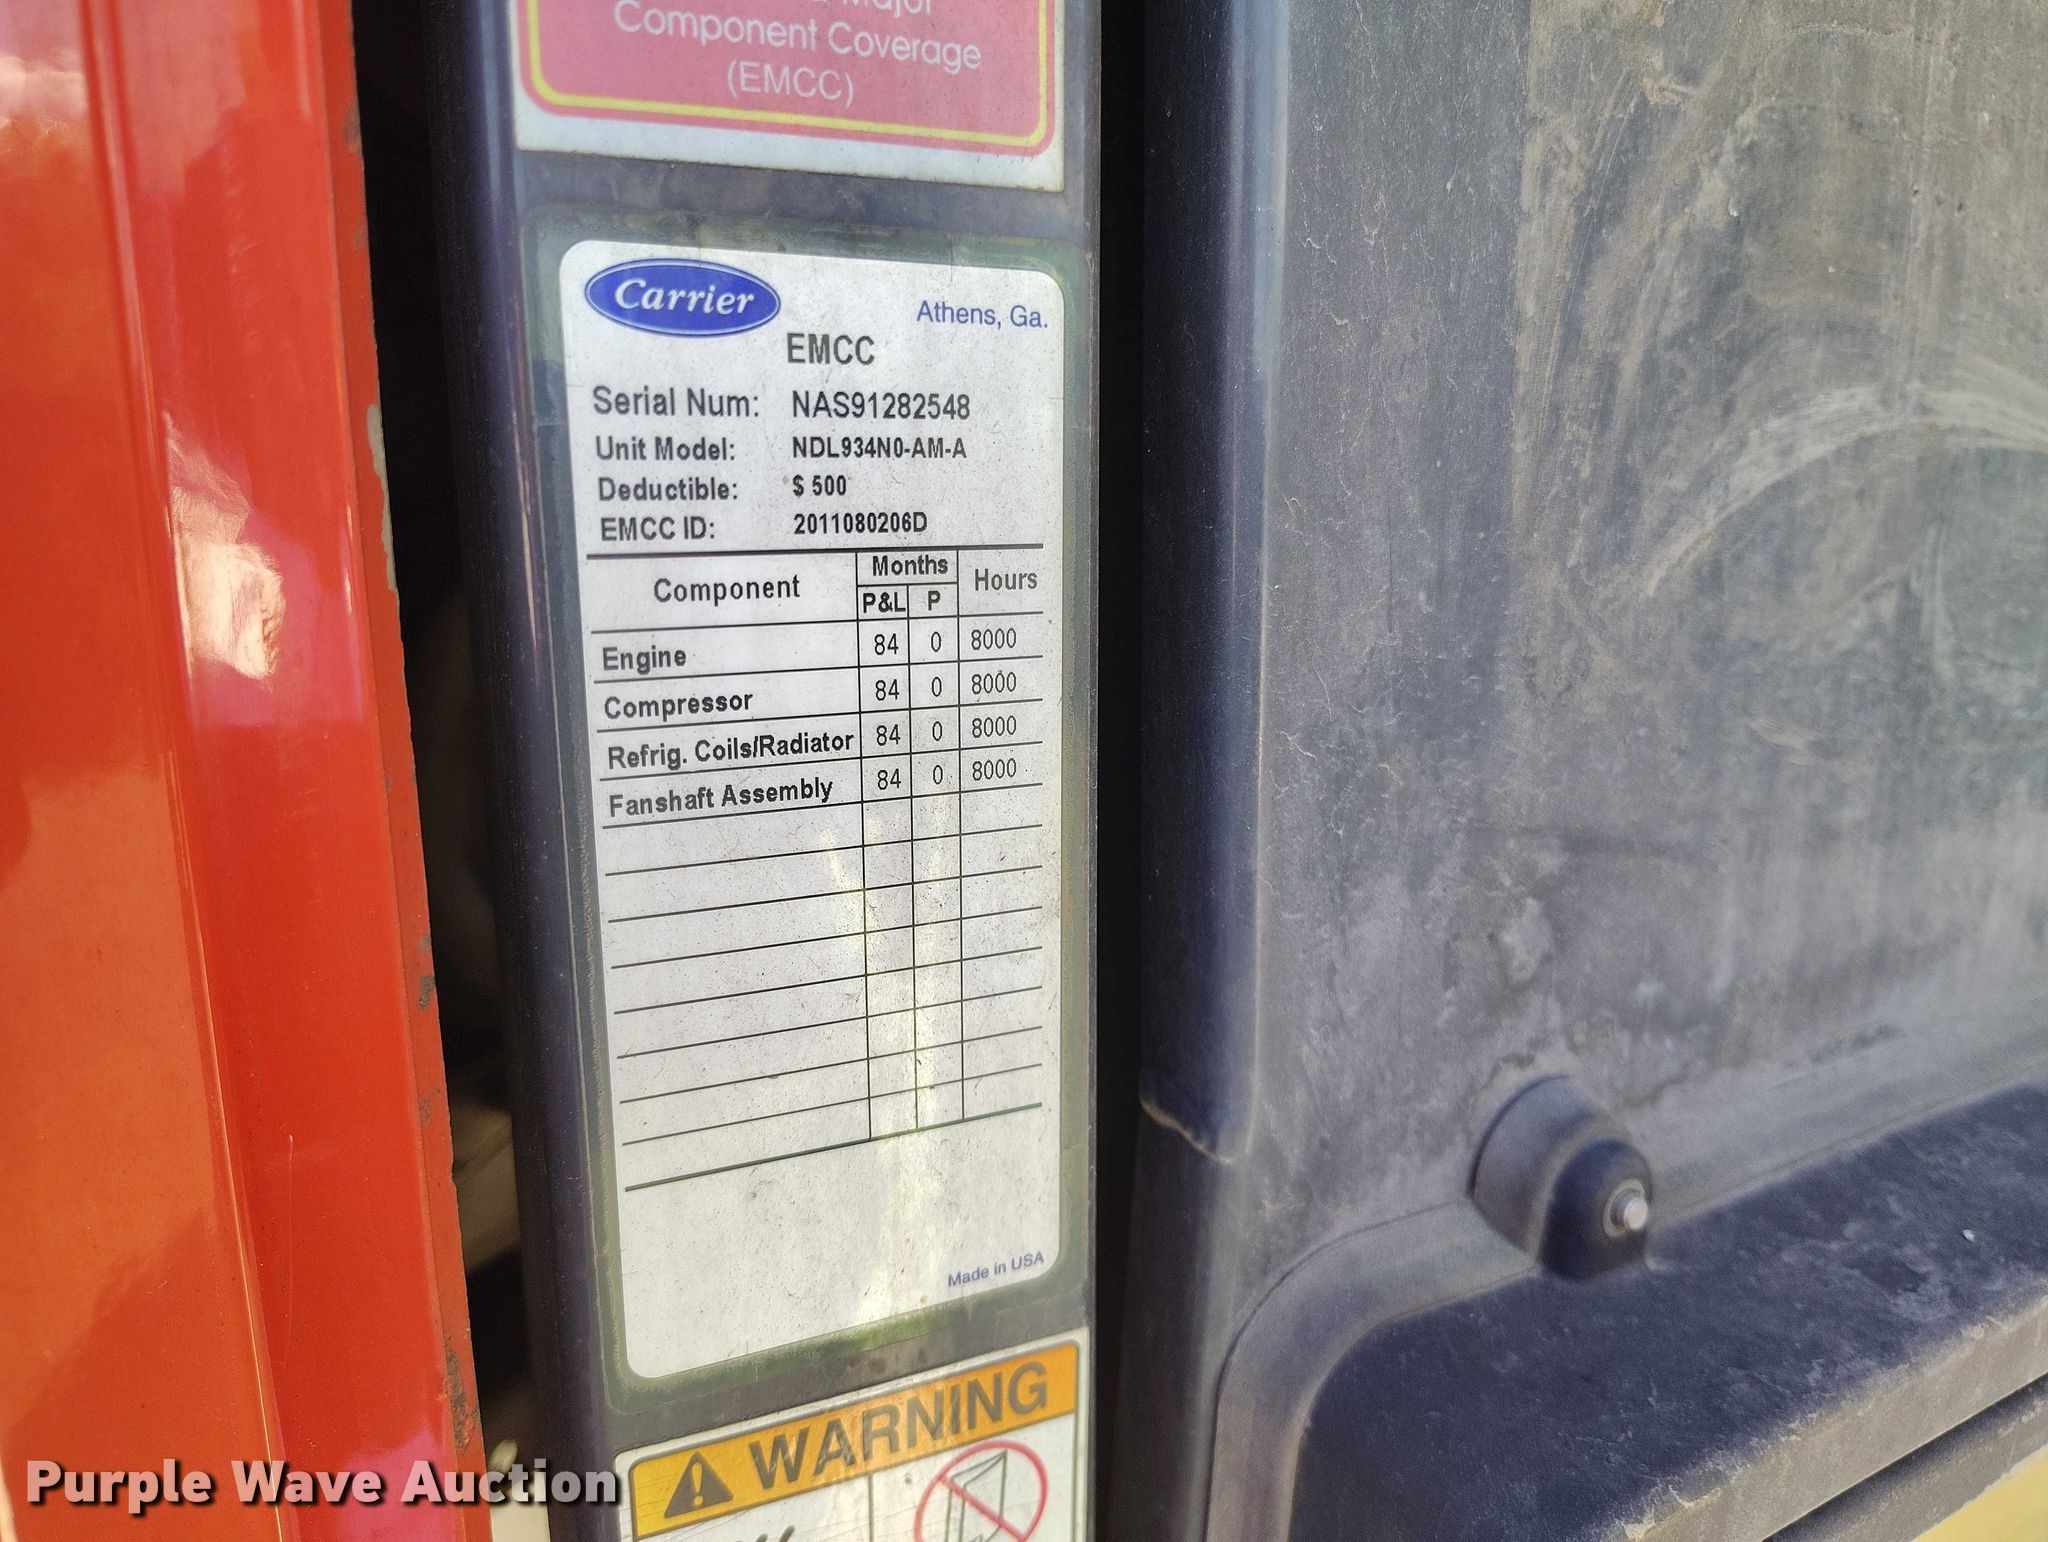 Major
Component Coverage
(EMCC)
Carrier
Athens, Ga.
EMCC
Serial Num: NAS91282548
Unit Model: NDL934N0-AM-A
Deductible: $ 500
EMCC ID: 2011080206D
Component Months Hours
P&L P
Engine 84 0 8000
Compressor 84 0 8000
Refrig. Coils/Radiator 84 0 8000
Fanshaft Assembly 84 0 8000
Made in USA
WARNING
Purple Wave Auction